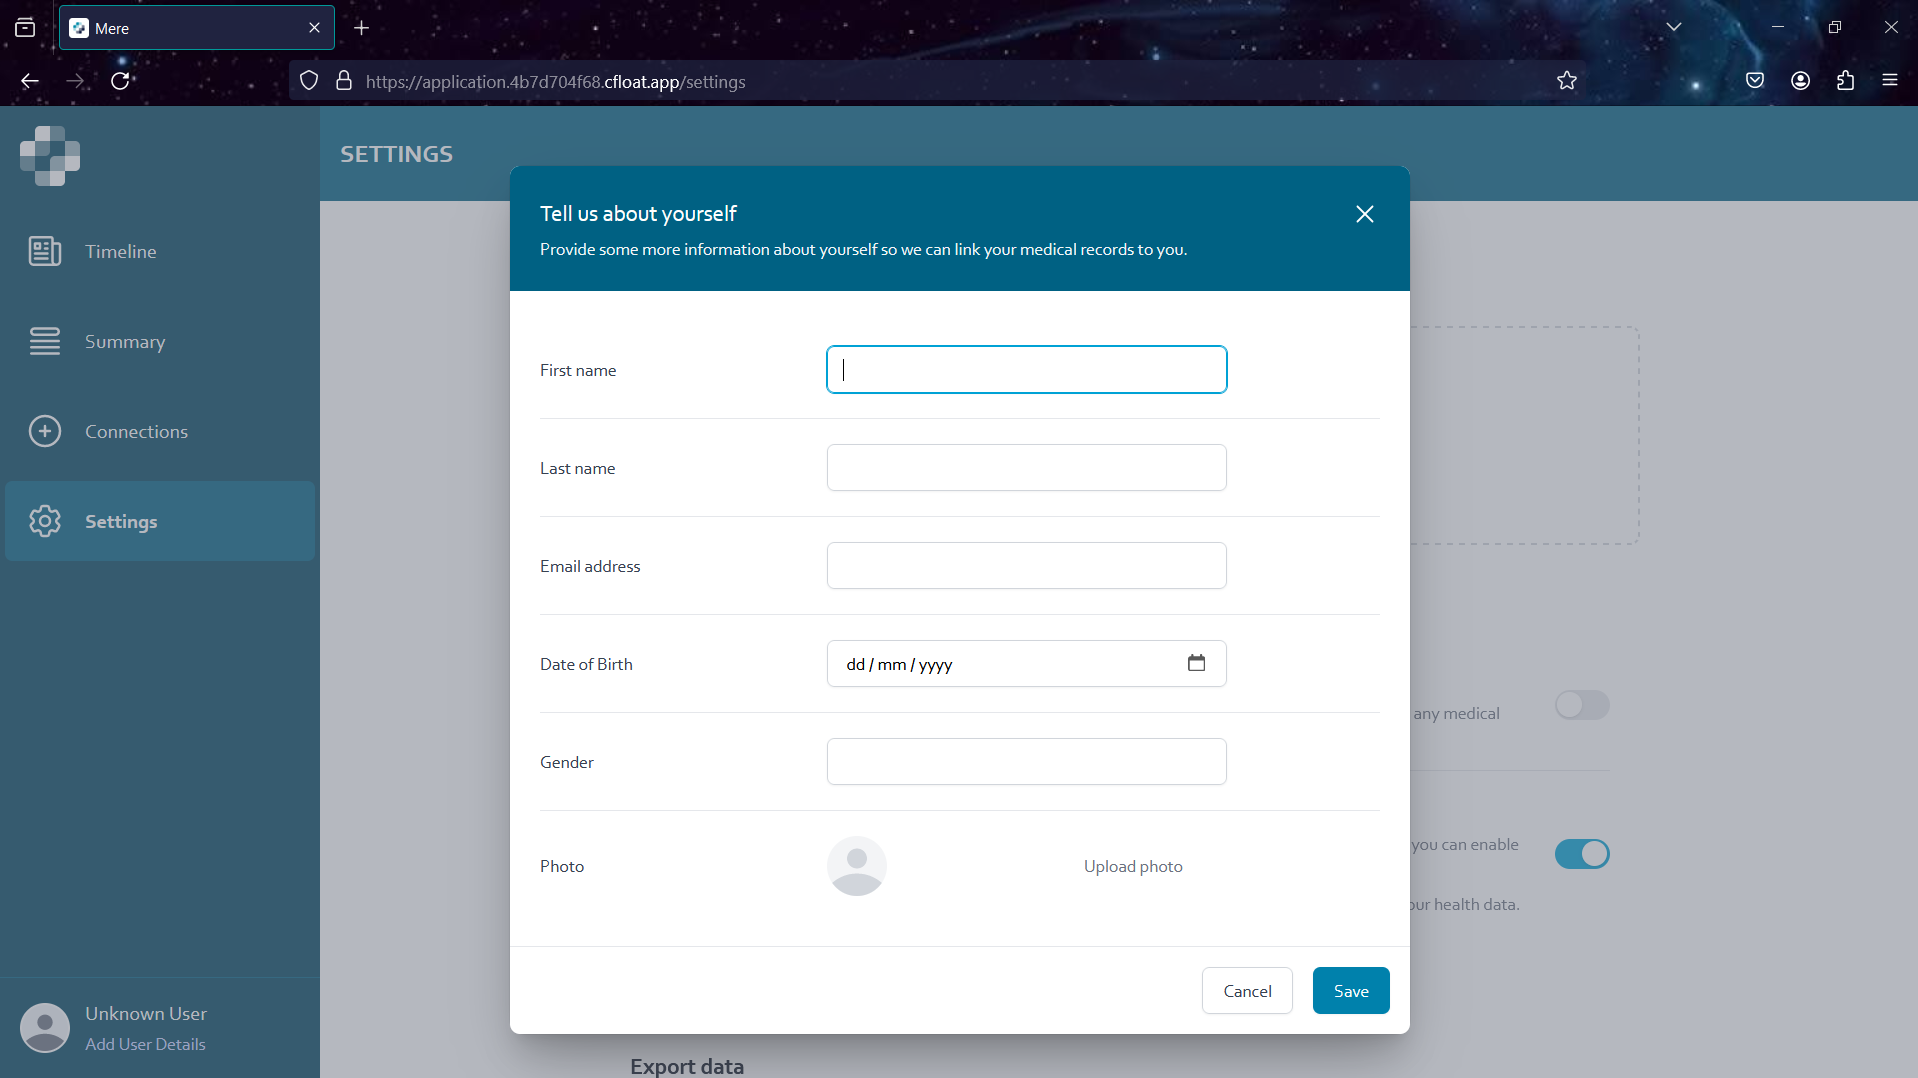 Mere
https://application.4b7d704f68.cfloat.app/settings
SETTINGS
Timeline
Summary
Connections
Settings
Unknown User
Add User Details
Tell us about yourself
Provide some more information about yourself so we can link your medical records to you.
First name
Last name
Email address
Date of Birth
dd / mm / yyyy
Gender
Photo
Upload photo
Cancel
Save
any medical
you can enable
our health data.
Export data